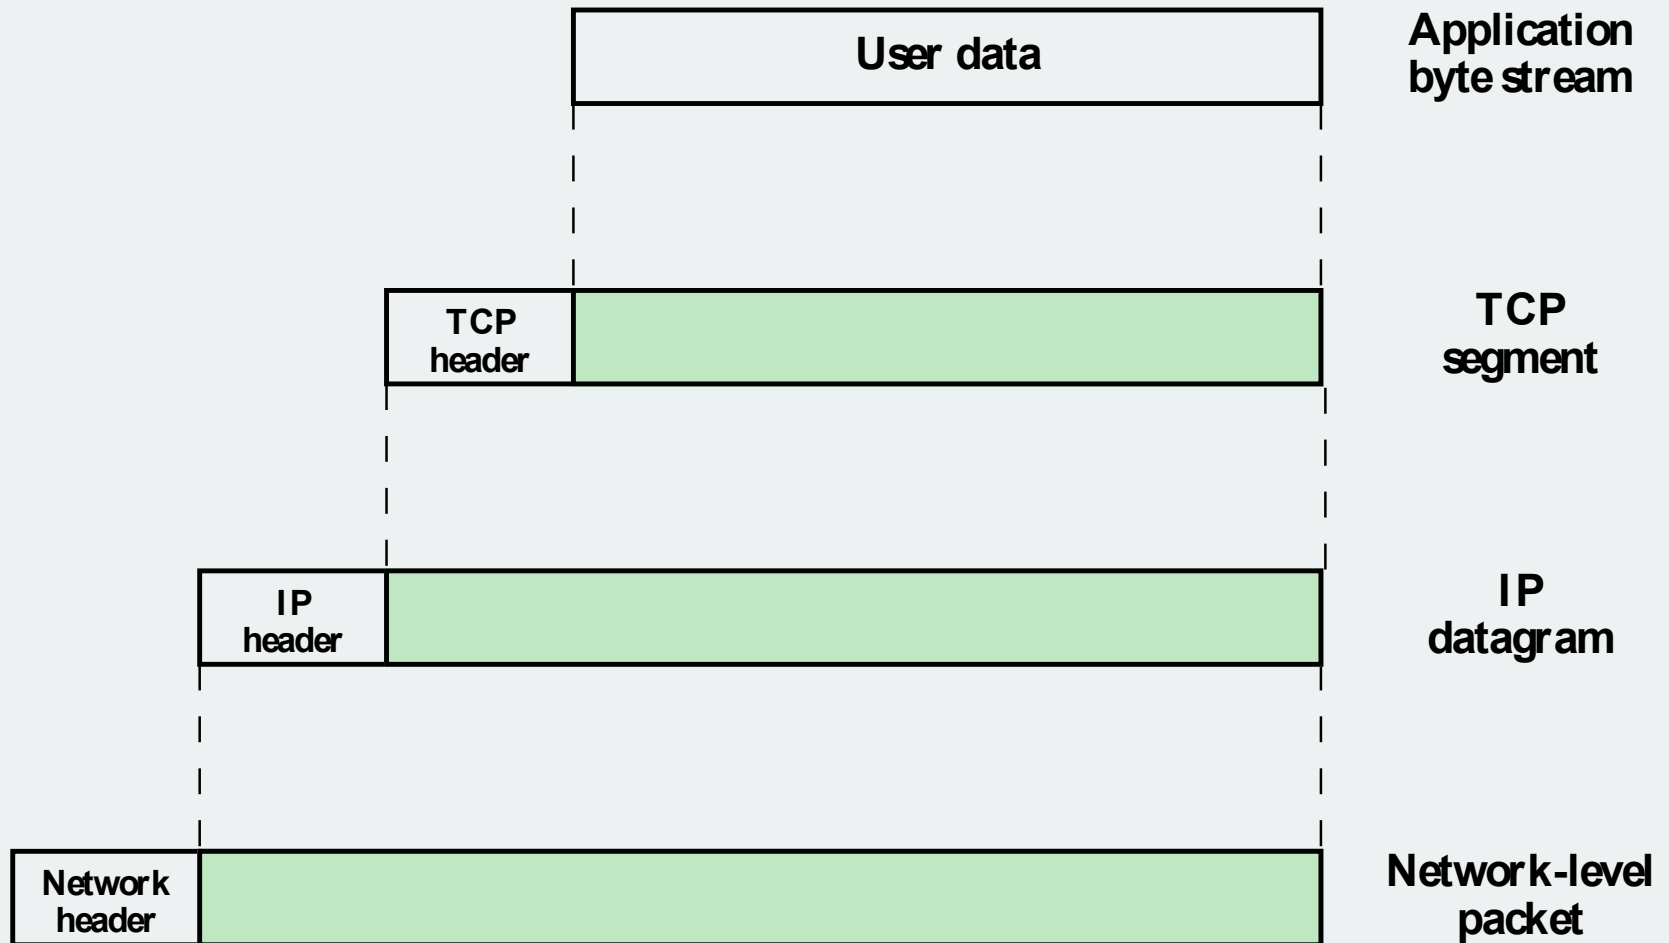 User data
Application
byte stream
TCP
header
TCP
segment
IP
header
IP
datagram
Network
header
Network-level
packet